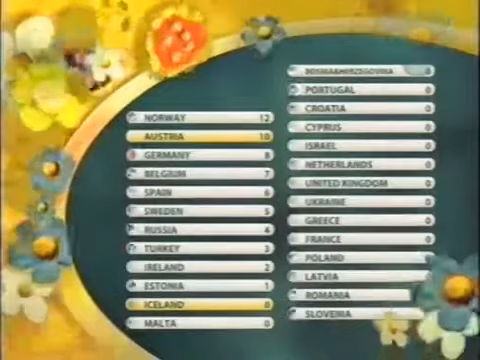 NORWAY 12
AUSTRIA 10
GERMANY 8
BELGIUM 7
SPAIN 6
SWEDEN 5
RUSSIA 4
TURKEY 3
IRELAND 2
ESTONIA 1
ICELAND 0
MALTA 0
BOSNIA&HERZEGOVINA 0
PORTUGAL 0
CROATIA 0
CYPRUS 0
ISRAEL 0
NETHERLANDS 0
UNITED KINGDOM 0
UKRAINE 0
GREECE 0
FRANCE 0
POLAND
LATVIA
ROMANIA
SLOVENIA